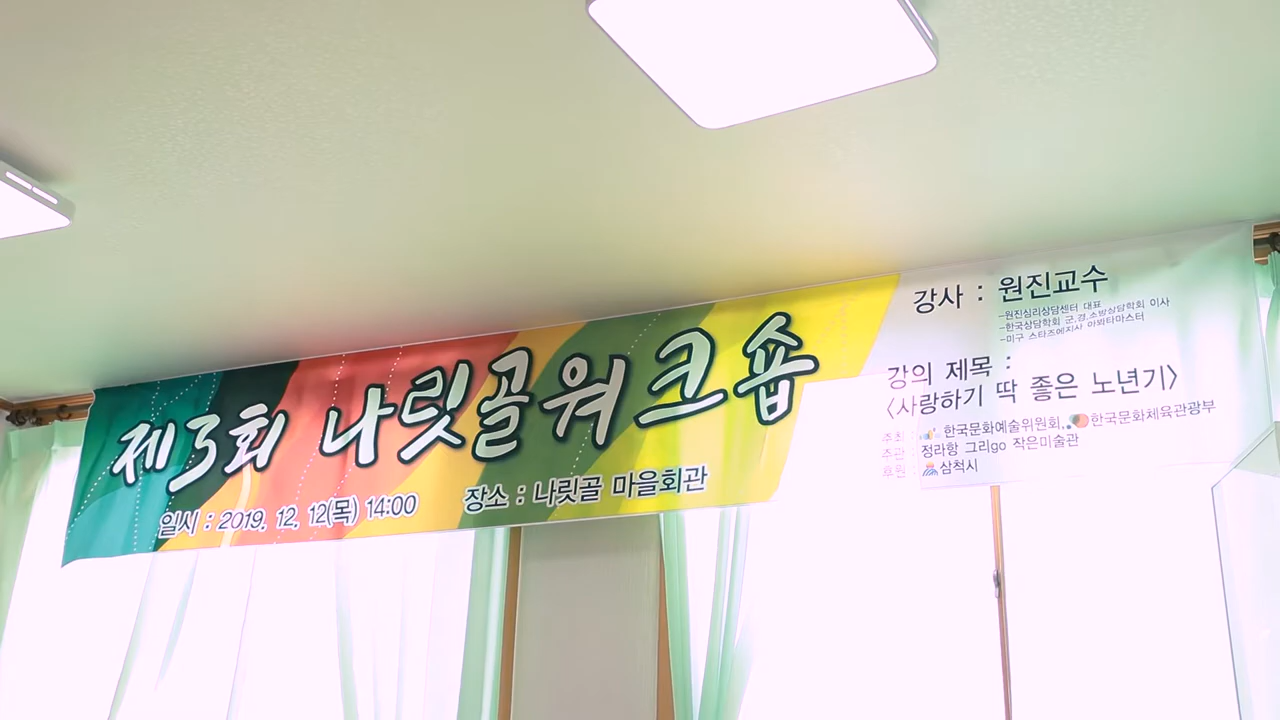 제3회 나릿골워크숍
일시 : 2019. 12. 12(목) 14:00 장소 : 나릿골 마을회관
강사 : 원진교수
-원진심리상담센터 대표
-한국상담학회 군,경,소방상담학회 이사
-미구 스타즈에지사 아봐타마스터
강의 제목 :
〈사랑하기 딱 좋은 노년기〉
주최 : 한국문화예술위원회, 한국문화체육관광부
주관 : 정라항 그리go 작은미술관
후원 : 삼척시